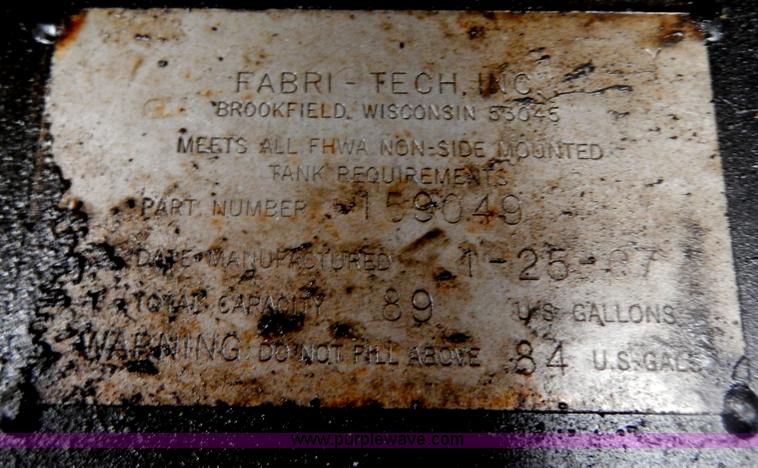 FABRI-TECH, INC
BROOKFIELD, WISCONSIN 53045
MEETS ALL FHWA NON-SIDE MOUNTED
TANK REQUIREMENTS
PART NUMBER 159049
DATE MANUFACTURED
TOTAL CAPACITY 89 U.S. GALLONS
WARNING: DO NOT FILL ABOVE 84 U.S. GALS
www.purplewave.com